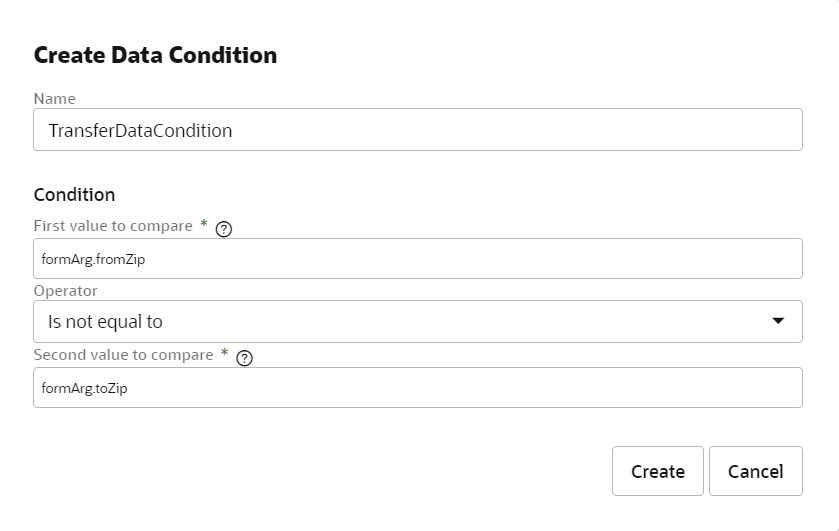 Create Data Condition
Name
TransferDataCondition
Condition
First value to compare * ?
formArg.fromZip
Operator
Is not equal to
Second value to compare * ?
formArg.toZip
Create Cancel